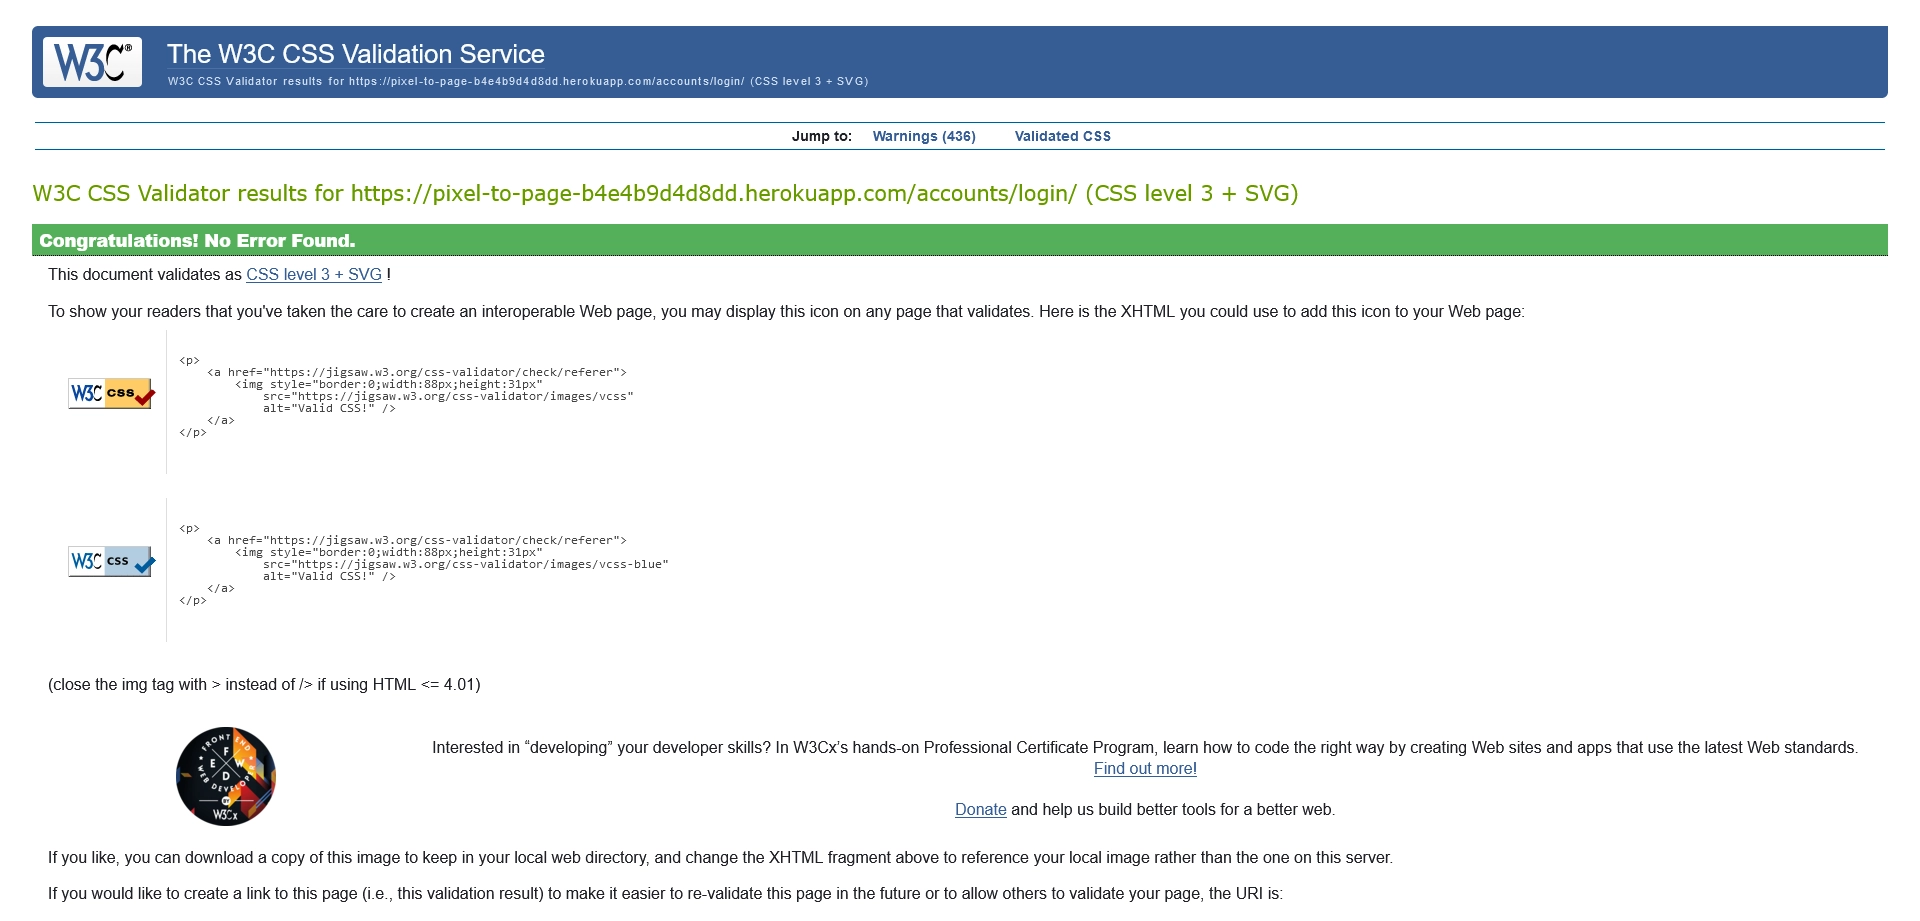 W3C®
The W3C CSS Validation Service
W3C CSS Validator results for https://pixel-to-page-b4e4b9d4d8dd.herokuapp.com/accounts/login/ (CSS level 3 + SVG)
Jump to: Warnings (436) Validated CSS
W3C CSS Validator results for https://pixel-to-page-b4e4b9d4d8dd.herokuapp.com/accounts/login/ (CSS level 3 + SVG)
Congratulations! No Error Found.
This document validates as CSS level 3 + SVG !
To show your readers that you've taken the care to create an interoperable Web page, you may display this icon on any page that validates. Here is the XHTML you could use to add this icon to your Web page:
W3C css
<p>
<a href="https://jigsaw.w3.org/css-validator/check/referer">
<img style="border:0;width:88px;height:31px"
src="https://jigsaw.w3.org/css-validator/images/vcss"
alt="Valid CSS!" />
</a>
</p>
W3C css
<p>
<a href="https://jigsaw.w3.org/css-validator/check/referer">
<img style="border:0;width:88px;height:31px"
src="https://jigsaw.w3.org/css-validator/images/vcss-blue"
alt="Valid CSS!" />
</a>
</p>
(close the img tag with > instead of /> if using HTML <= 4.01)
FRONT END
F
E W
D
WEB DEVELOP
BY
W3Cx
Interested in “developing” your developer skills? In W3Cx’s hands-on Professional Certificate Program, learn how to code the right way by creating Web sites and apps that use the latest Web standards.
Find out more!
Donate and help us build better tools for a better web.
If you like, you can download a copy of this image to keep in your local web directory, and change the XHTML fragment above to reference your local image rather than the one on this server.
If you would like to create a link to this page (i.e., this validation result) to make it easier to re-validate this page in the future or to allow others to validate your page, the URI is: